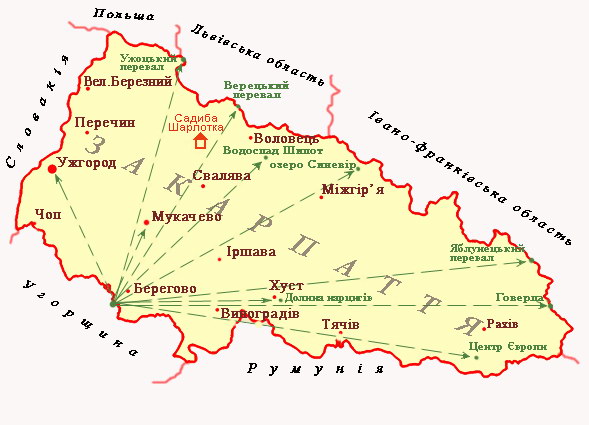 Польша
Львівська область
Словакія
Ужоцький
перевал
Вел.Березний
Верецький
перевал
Івано-франківська область
Перечин
Садиба
Шарлотка
Воловець
Водоспад Шипот
озеро Синевір
Ужгород
Свалява
Міжгір'я
ЗАКАРПАТТЯ
Чоп
Мукачево
Іршава
Яблунецький
перевал
Угорщина
Берегово
Хуст
Долина нарцисів
Говерла
Виноградів
Тячів
Рахів
Центр Європи
Румунія